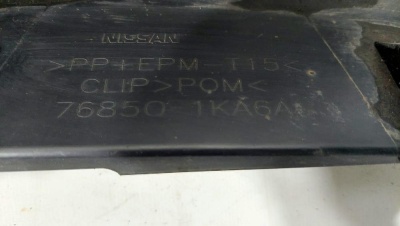 NISSAN
>PP+EPM-T15<
CLIP>POM<
76850-1KA6A